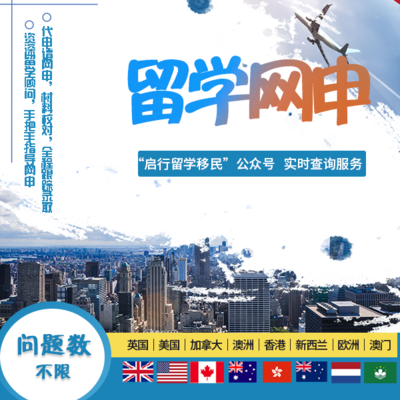 代申请网申，材料校对，全程跟踪录取
资深留学顾问，手把手指导网申
留学网申
“启行留学移民”公众号 实时查询服务
问题数
不限
英国｜美国｜加拿大｜澳洲｜香港｜新西兰｜欧洲｜澳门